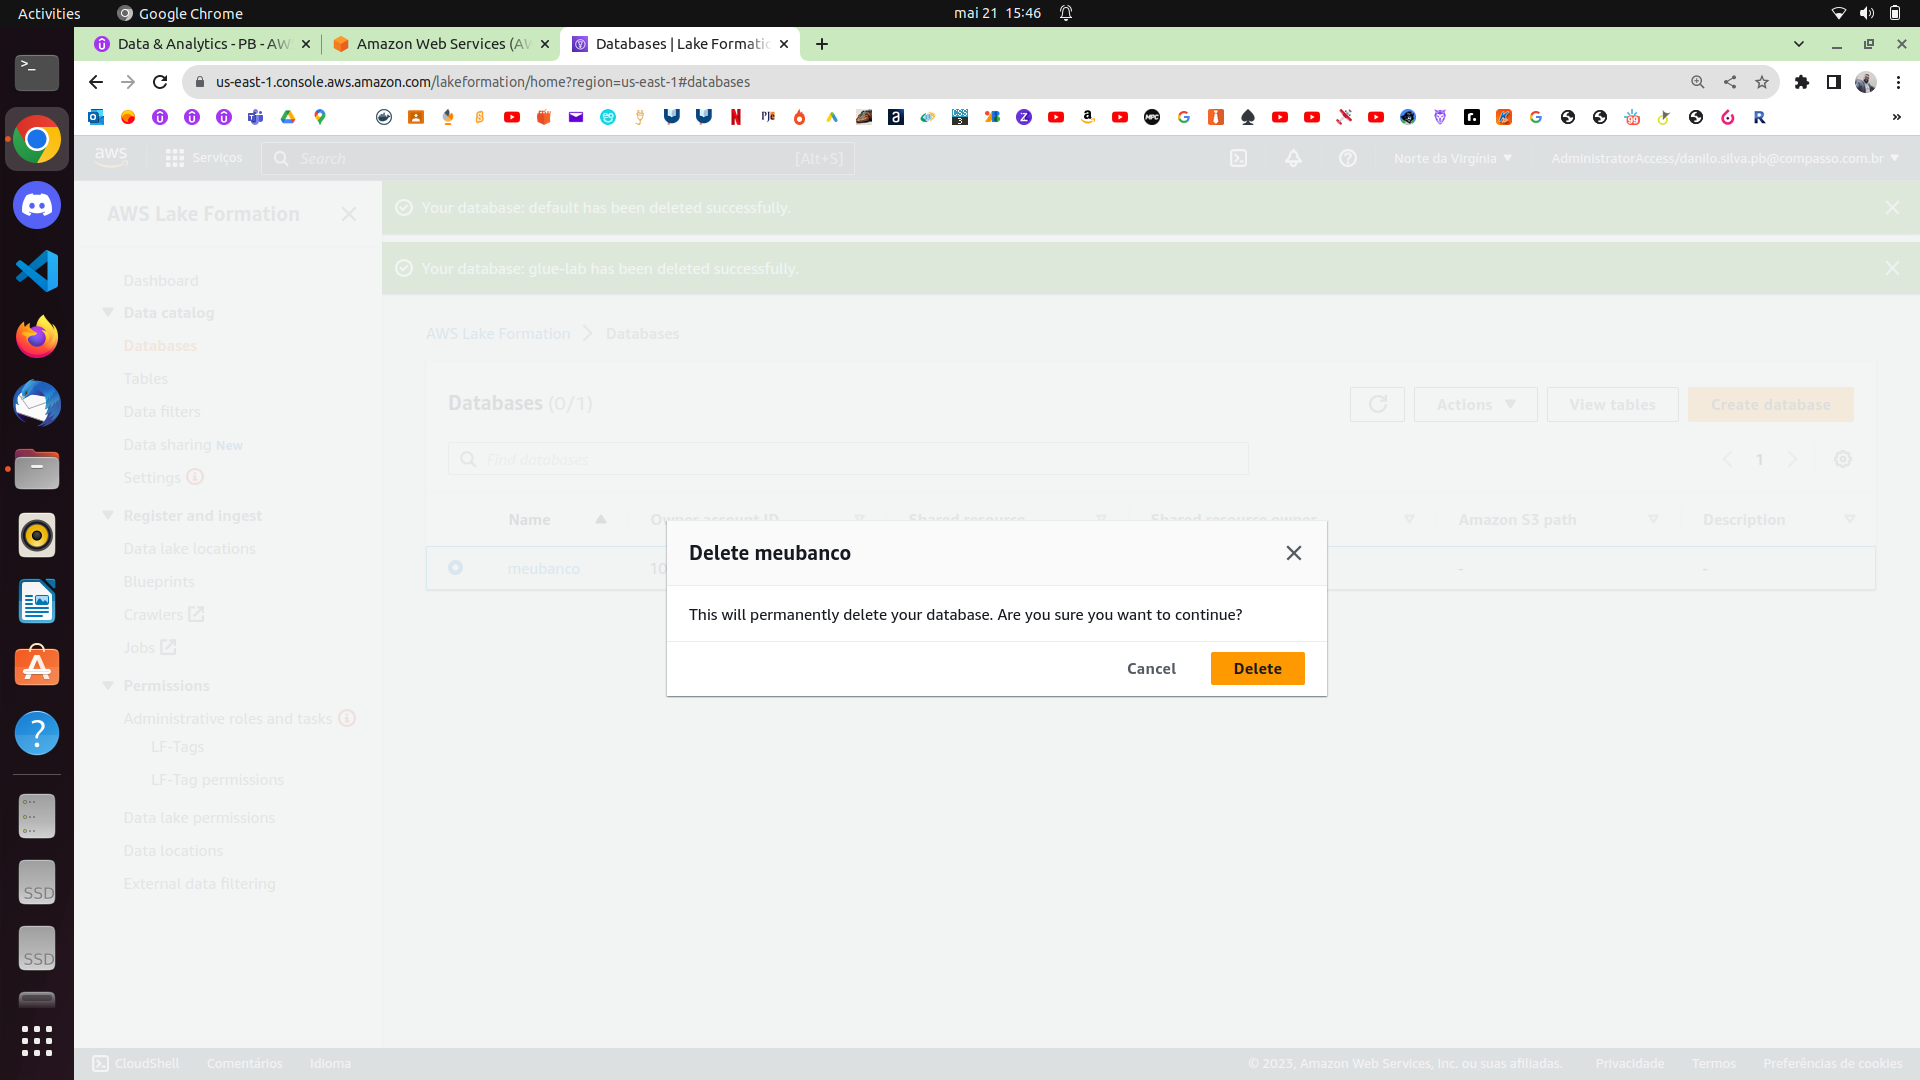 Activities
Google Chrome
mai 21 15:46
Data & Analytics - PB - AW
Amazon Web Services (AW
Databases | Lake Formatic
us-east-1.console.aws.amazon.com/lakeformation/home?region=us-east-1#databases
aws
Serviços
Search
[Alt+S]
Norte da Virgínia
AdministratorAccess/danilo.silva.pb@compasso.com.br
AWS Lake Formation
Your database: default has been deleted successfully.
Your database: glue-lab has been deleted successfully.
Dashboard
Data catalog
Databases
Tables
Data filters
Data sharing New
Settings
Register and ingest
Data lake locations
Blueprints
Crawlers
Jobs
Permissions
Administrative roles and tasks
LF-Tags
LF-Tag permissions
Data lake permissions
Data locations
External data filtering
AWS Lake Formation
Databases
Databases (0/1)
Actions
View tables
Create database
Find databases
1
Name
Owner account ID
Shared resource
Shared resource owner
Amazon S3 path
Description
meubanco
10
-
-
Delete meubanco
This will permanently delete your database. Are you sure you want to continue?
Cancel
Delete
SSD
SSD
CloudShell
Comentários
Idioma
© 2023, Amazon Web Services, Inc. ou suas afiliadas.
Privacidade
Termos
Preferências de cookies